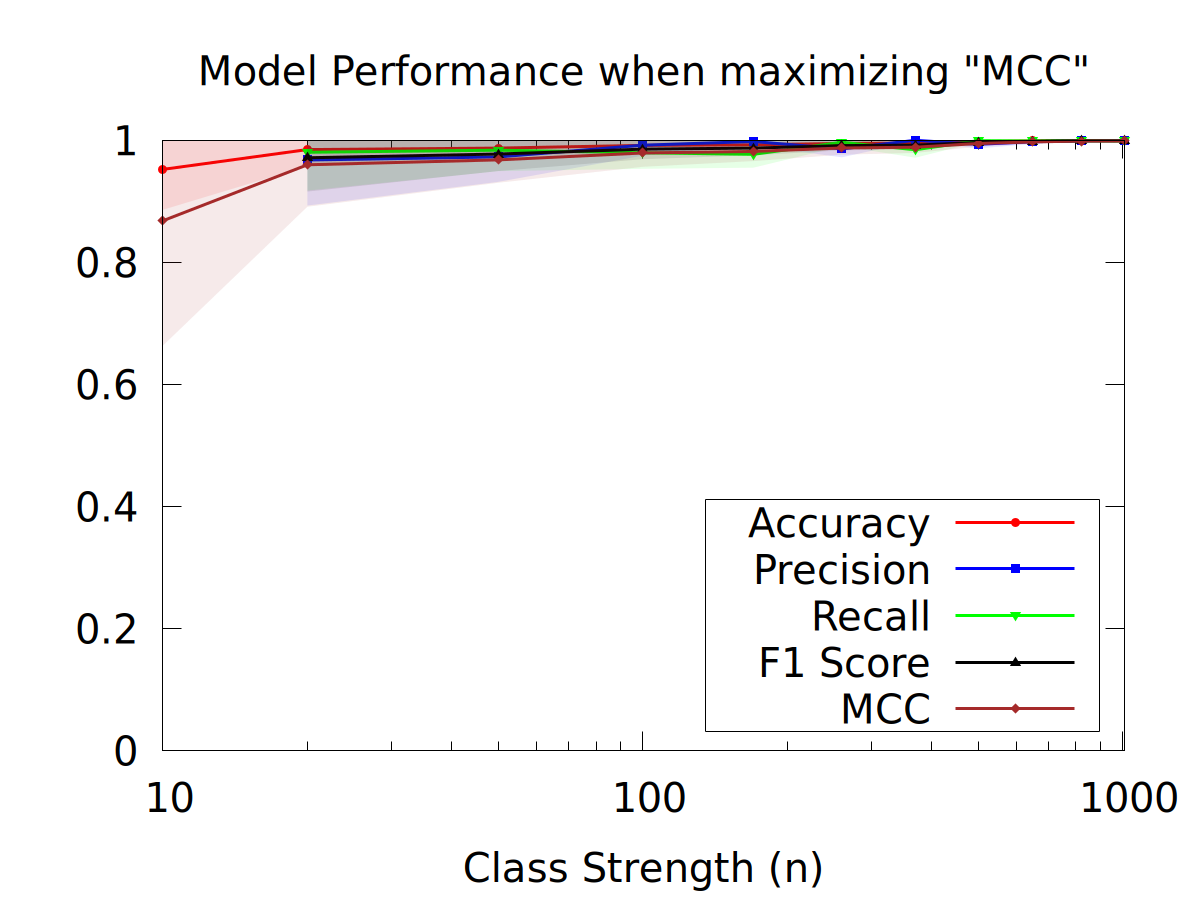 Model Performance when maximizing "MCC"
1
0.8
0.6
0.4
0.2
0
Accuracy
Precision
Recall
F1 Score
MCC
10 100 1000
Class Strength (n)